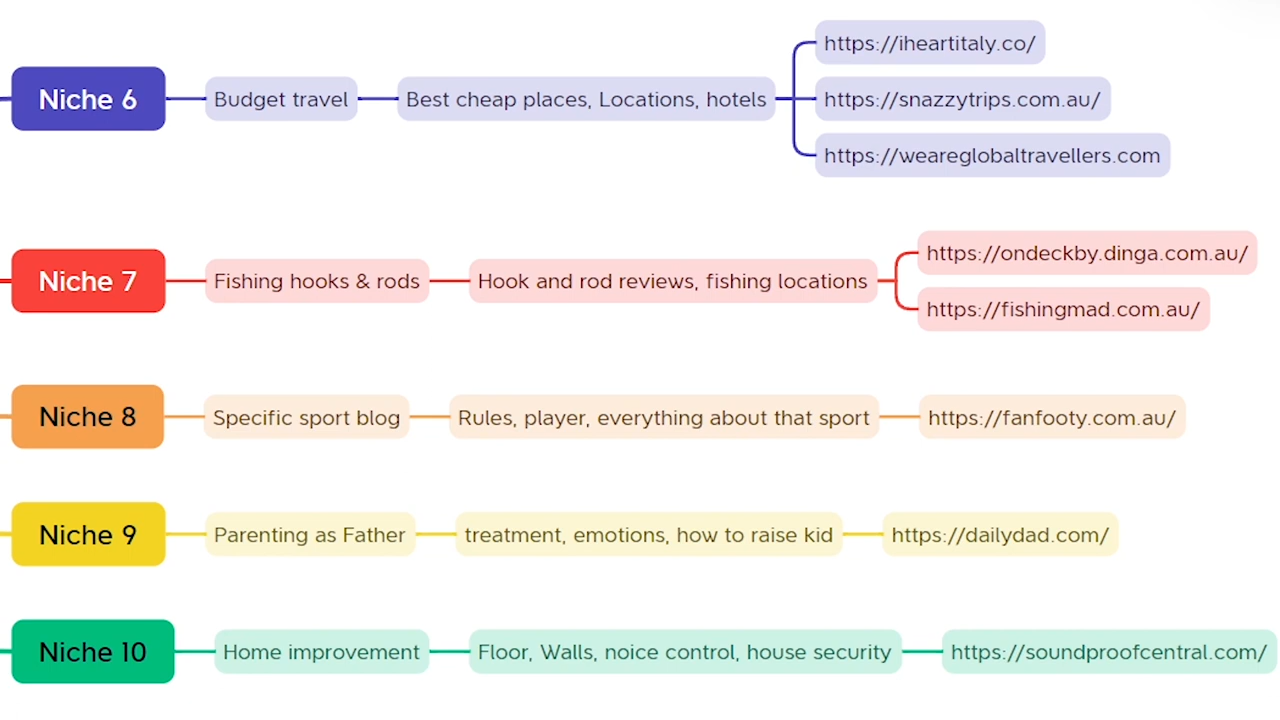 Niche 6
Budget travel
Best cheap places, Locations, hotels
https://iheartitaly.co/
https://snazzytrips.com.au/
https://weareglobaltravellers.com
Niche 7
Fishing hooks & rods
Hook and rod reviews, fishing locations
https://ondeckby.dinga.com.au/
https://fishingmad.com.au/
Niche 8
Specific sport blog
Rules, player, everything about that sport
https://fanfooty.com.au/
Niche 9
Parenting as Father
treatment, emotions, how to raise kid
https://dailydad.com/
Niche 10
Home improvement
Floor, Walls, noice control, house security
https://soundproofcentral.com/